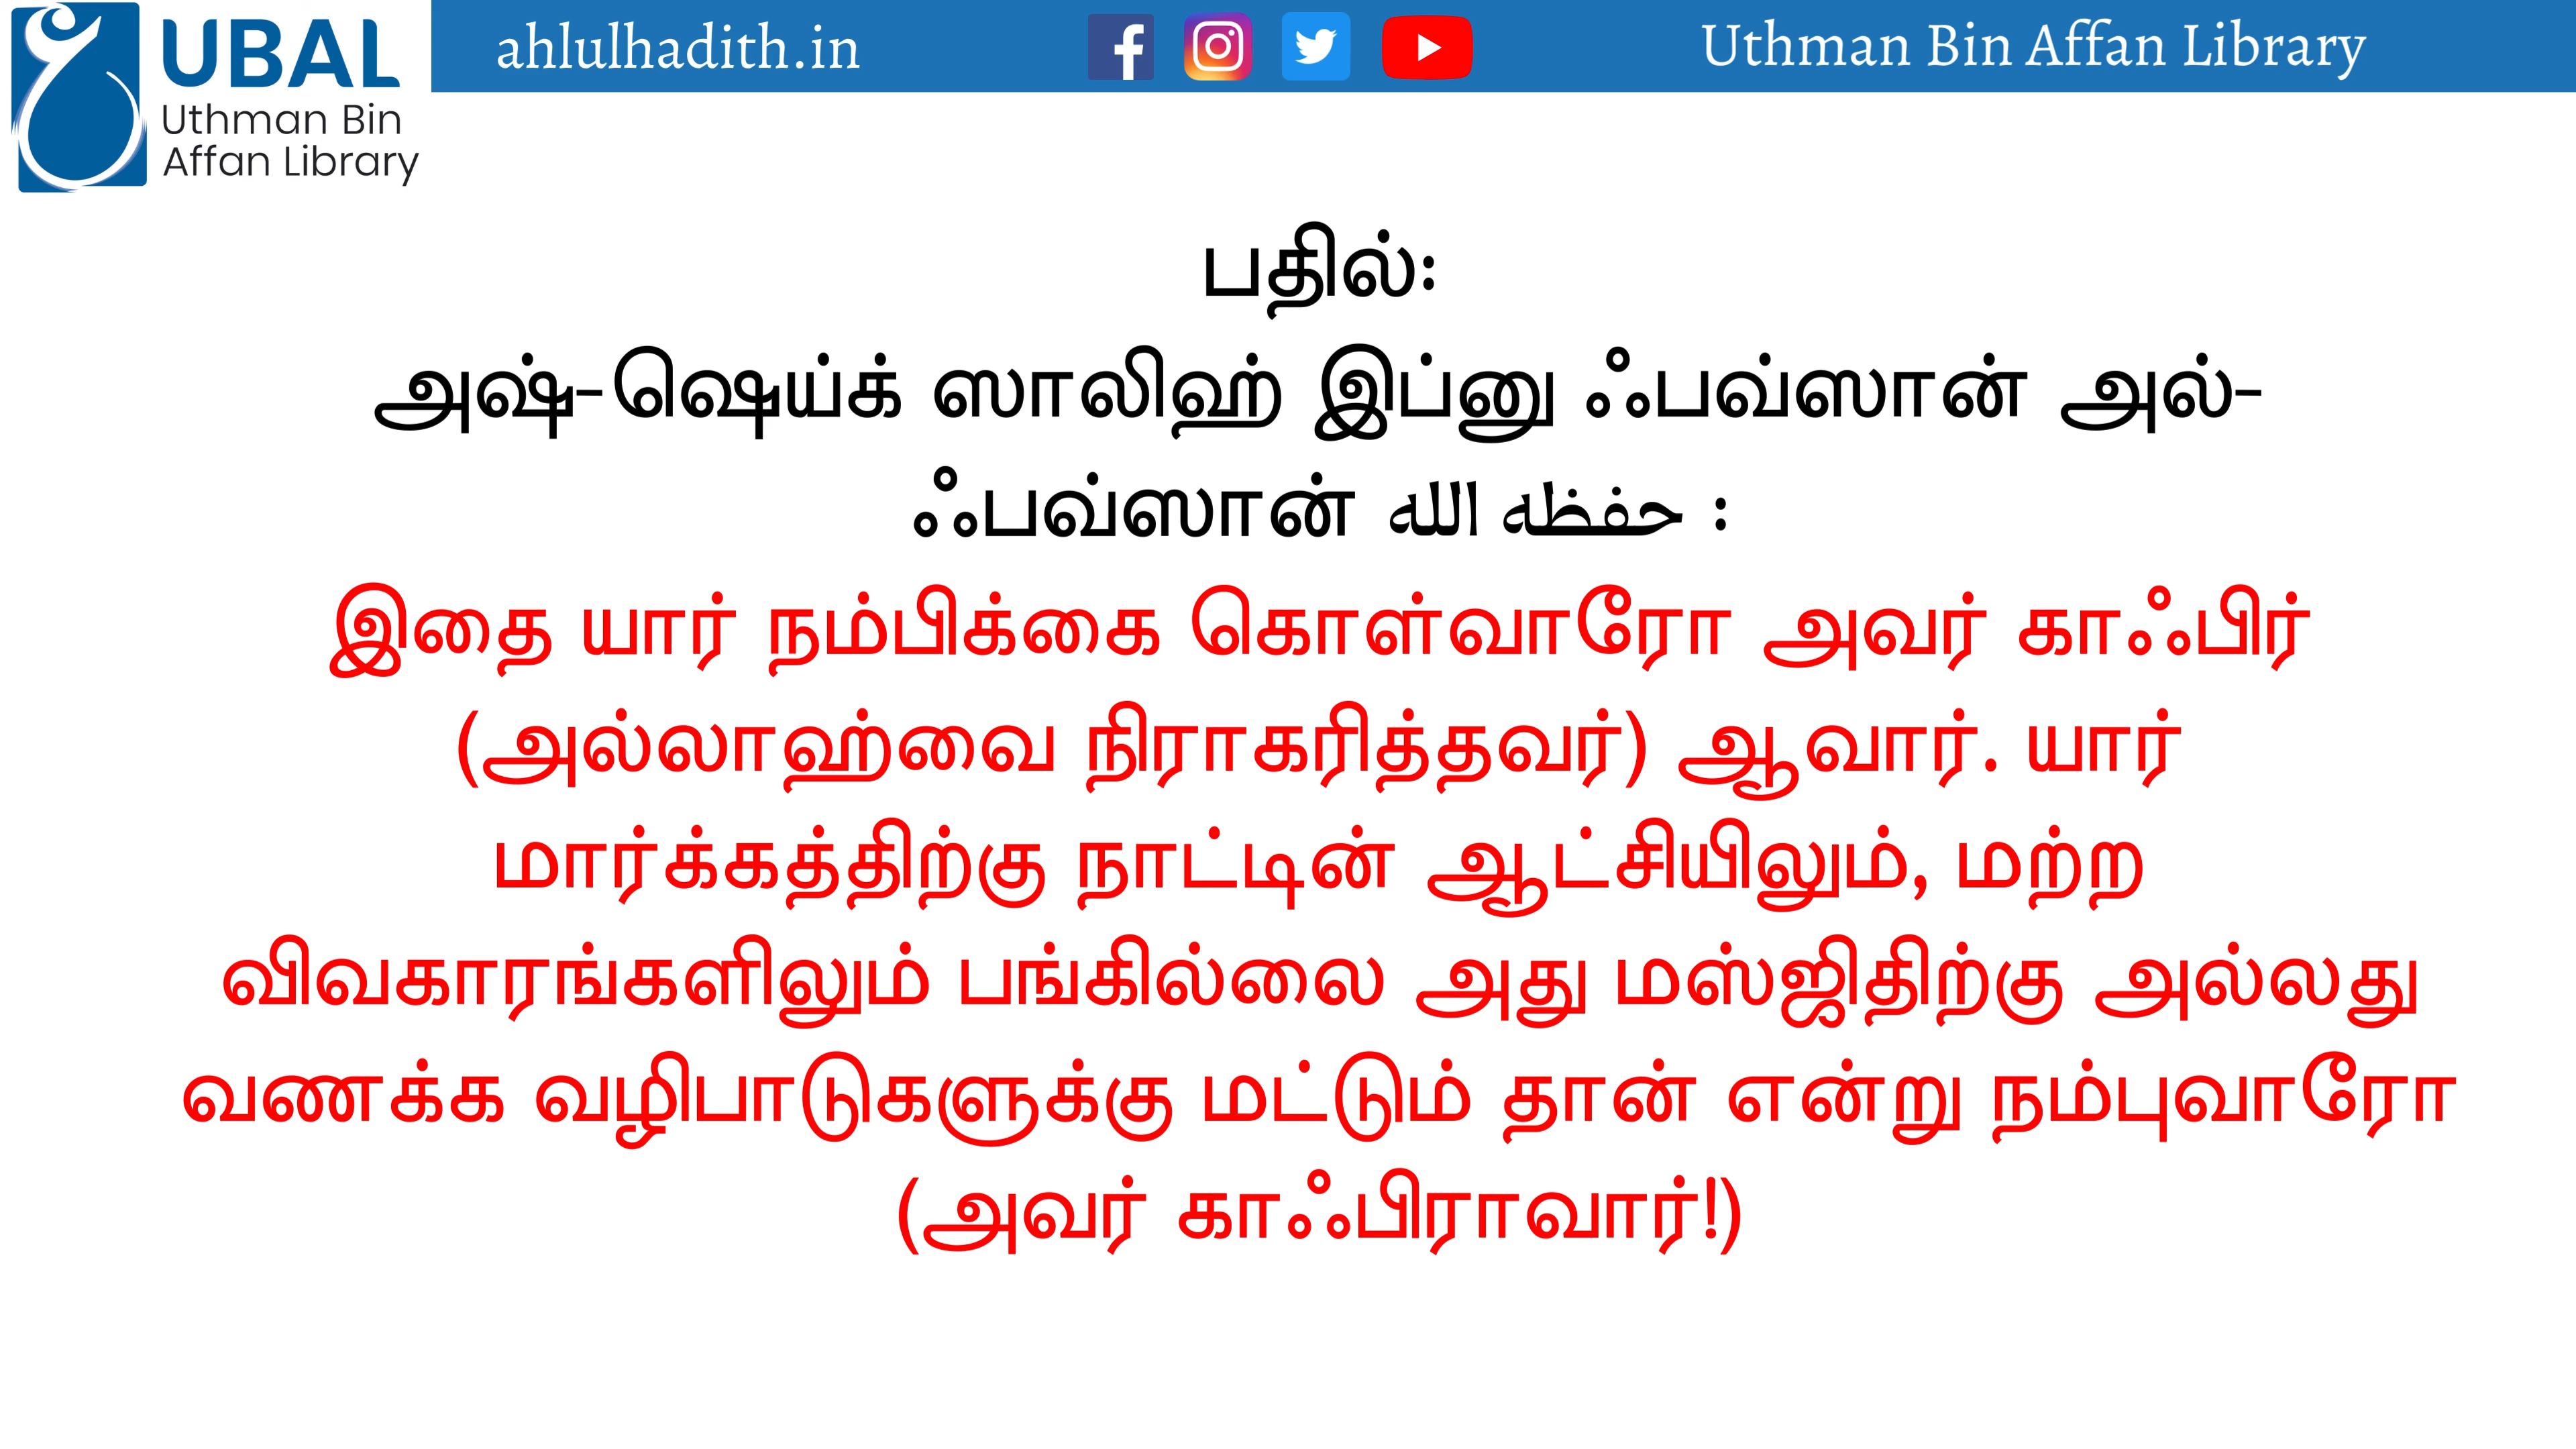 UBAL
Uthman Bin
Affan Library
ahlulhadith.in
Uthman Bin Affan Library
பதில்:
அஷ்-ஷெய்க் ஸாலிஹ் இப்னு ஃபவ்ஸான் அல்-
ஃபவ்ஸான் حفظه الله :
இதை யார் நம்பிக்கை கொள்வாரோ அவர் காஃபிர்
(அல்லாஹ்வை நிராகரித்தவர்) ஆவார். யார்
மார்க்கத்திற்கு நாட்டின் ஆட்சியிலும், மற்ற
விவகாரங்களிலும் பங்கில்லை அது மஸ்ஜிதிற்கு அல்லது
வணக்க வழிபாடுகளுக்கு மட்டும் தான் என்று நம்புவாரோ
(அவர் காஃபிராவார்!)